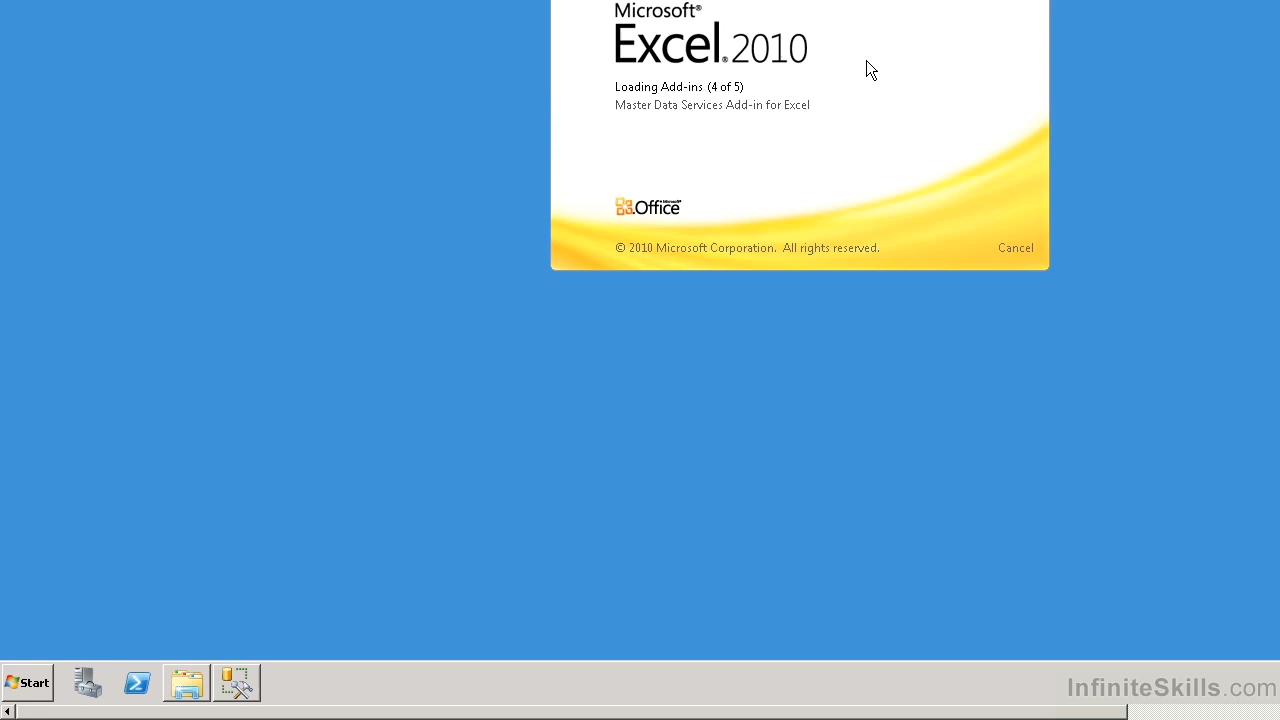 Microsoft®
Excel®2010
Loading Add-ins (4 of 5)
Master Data Services Add-in for Excel
Microsoft®
Office
© 2010 Microsoft Corporation. All rights reserved.
Cancel
Start
InfiniteSkills.com